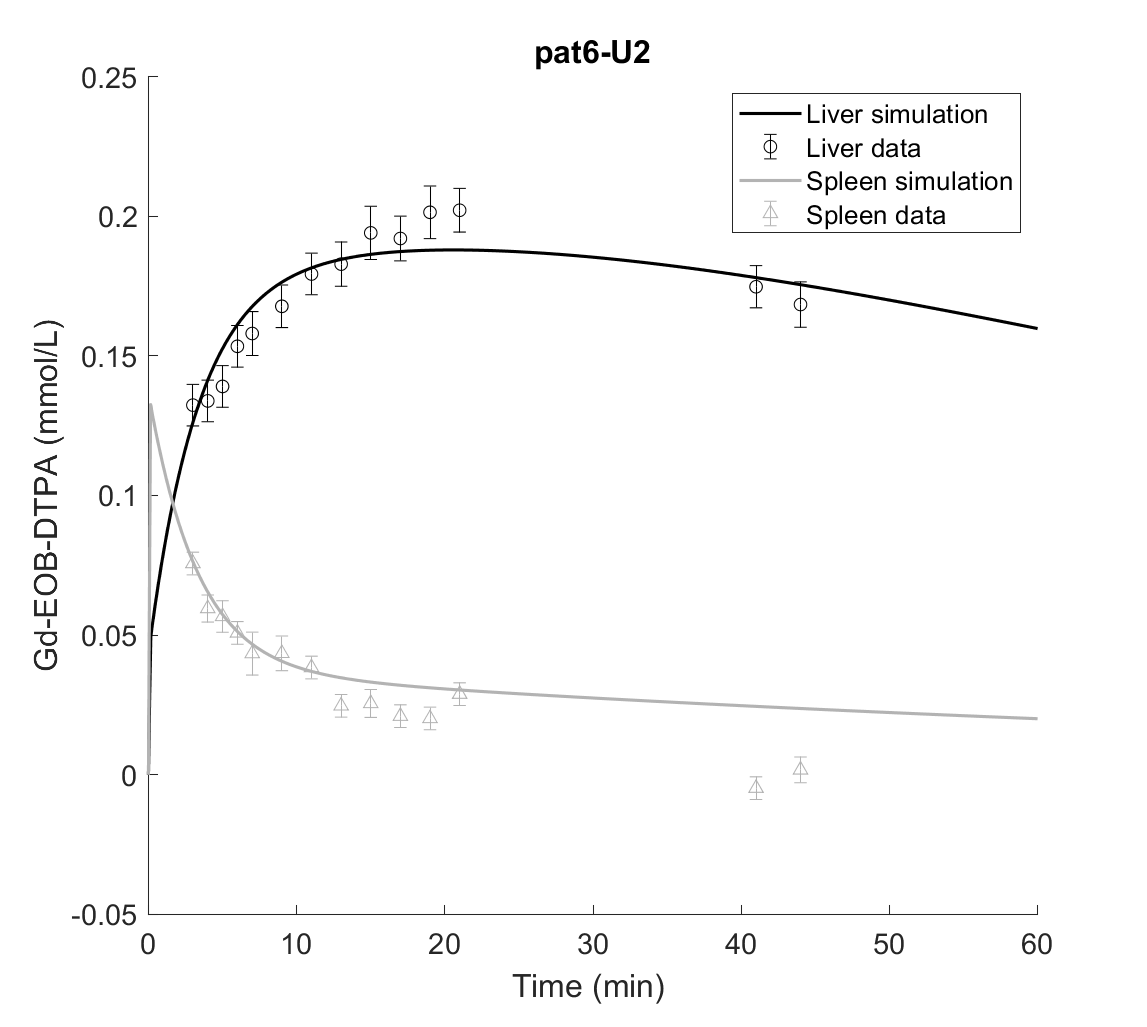 pat6-U2
0.25
0.2
0.15
0.1
0.05
0
-0.05
Gd-EOB-DTPA (mmol/L)
Liver simulation
Liver data
Spleen simulation
Spleen data
0 10 20 30 40 50 60
Time (min)